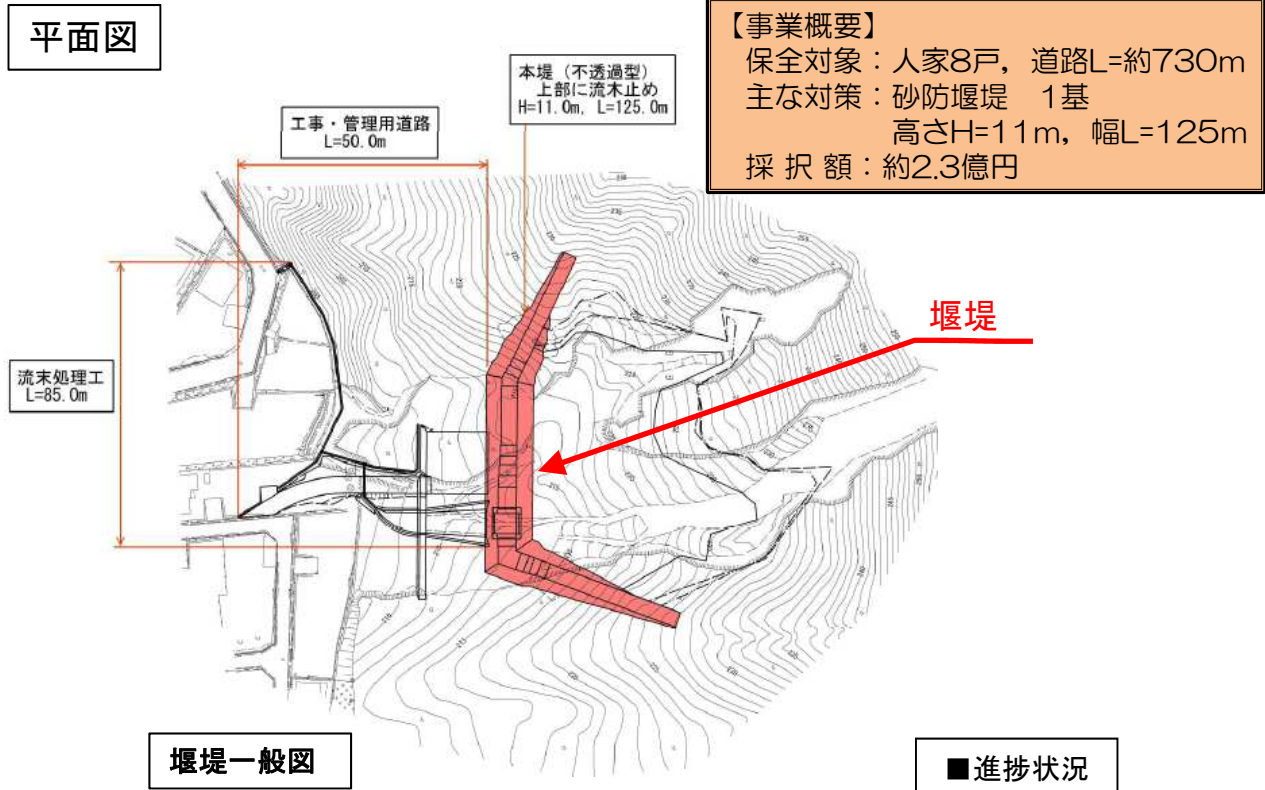 平面図
【事業概要】
保全対象：人家8戸，道路L=約730m
主な対策：砂防堰堤　1基
高さH=11m，幅L=125m
採 択 額：約2.3億円
本堤（不透過型）
上部に流木止め
H=11.0m, L=125.0m
工事・管理用道路
L=50.0m
堰堤
流末処理工
L=85.0m
堰堤一般図
■進捗状況